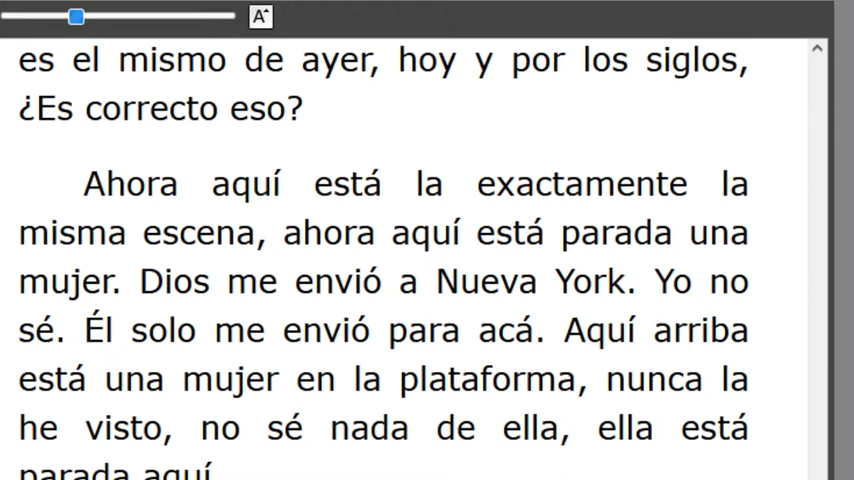 A
es el mismo de ayer, hoy y por los siglos,
¿Es correcto eso?
Ahora aquí está la exactamente la
misma escena, ahora aquí está parada una
mujer. Dios me envió a Nueva York. Yo no
sé. Él solo me envió para acá. Aquí arriba
está una mujer en la plataforma, nunca la
he visto, no sé nada de ella, ella está
parada aquí